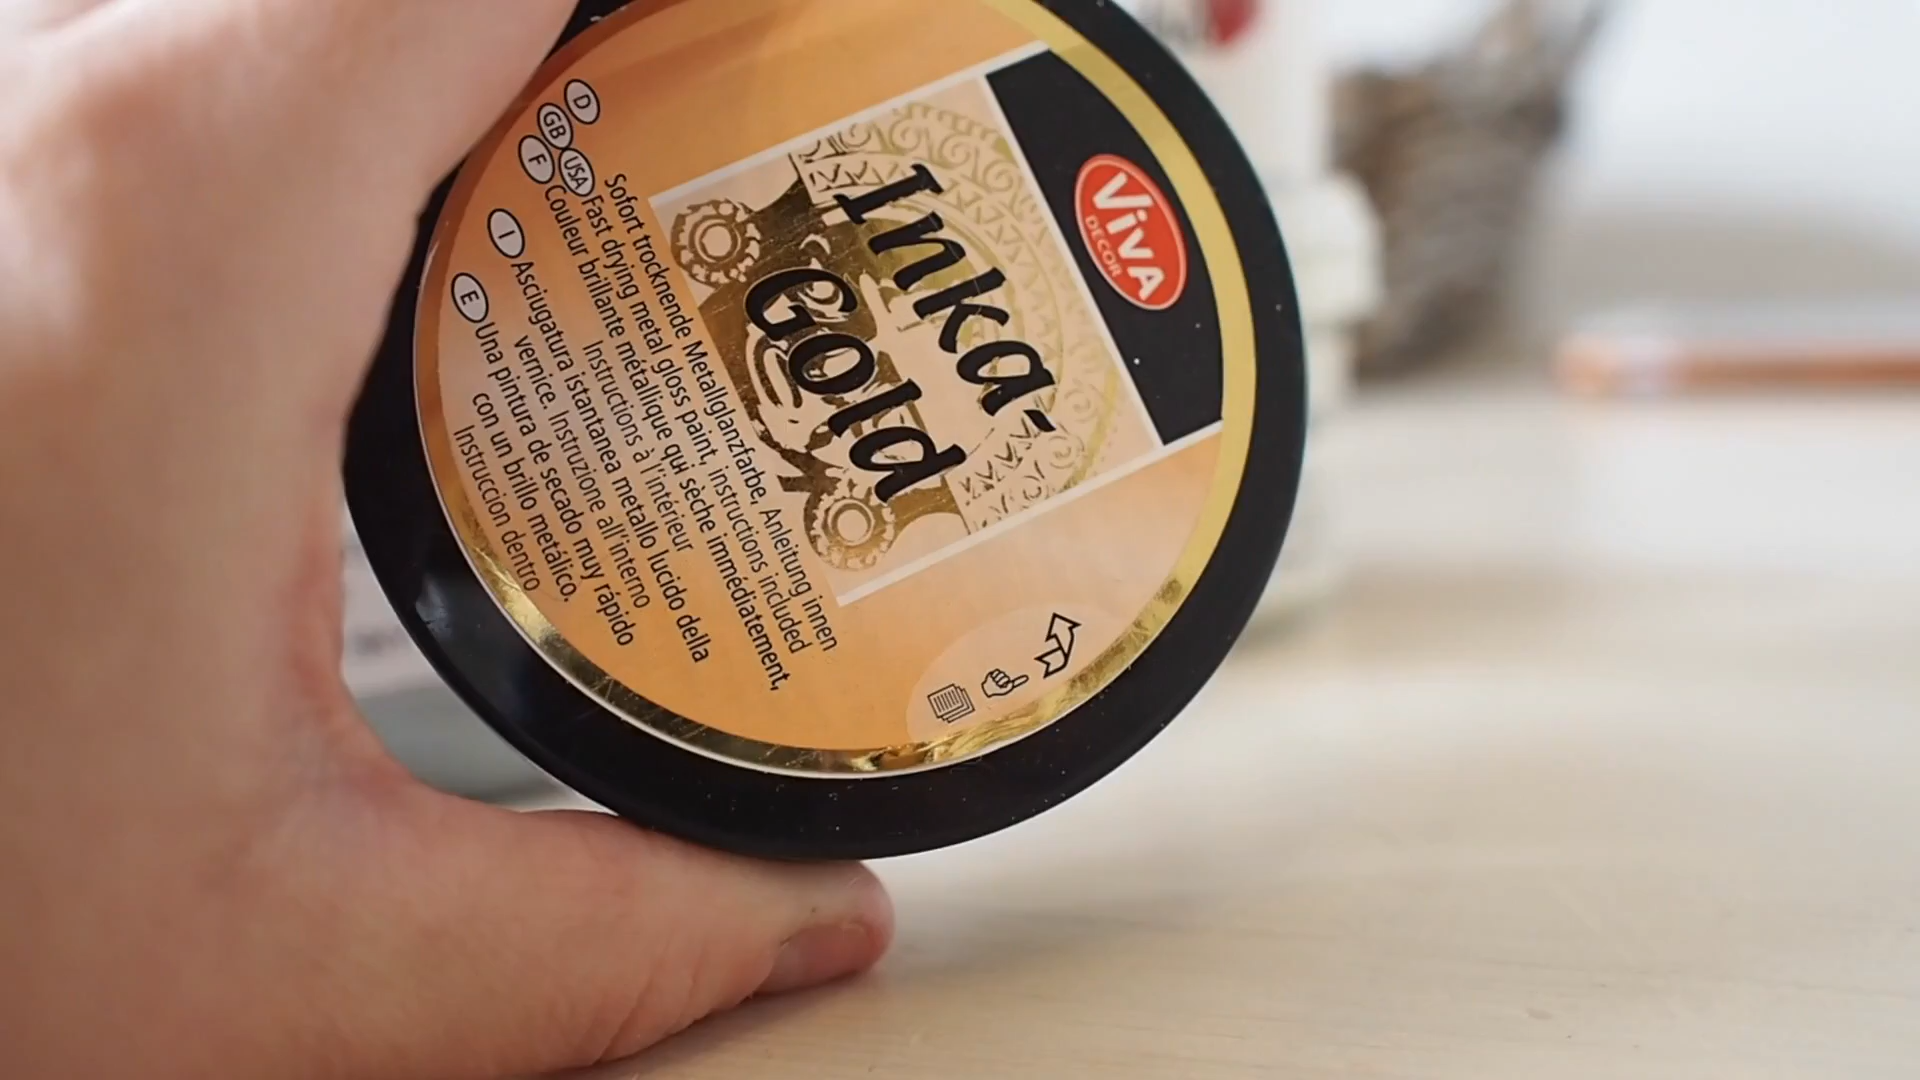 ViVA
DECOR
Inka-
Gold
D Sofort trocknende Metallglanzfarbe, Anleitung innen
GB USA Fast drying metal gloss paint, instructions included
F Couleur brillante métallique qui sèche immédiatement,
Instructions à l'intérieur
I Asciugatura istantanea metallo lucido della
vernice. Instruzione all'interno
E Una pintura de secado muy rápido
con un brillo metálico.
Instruccion dentro